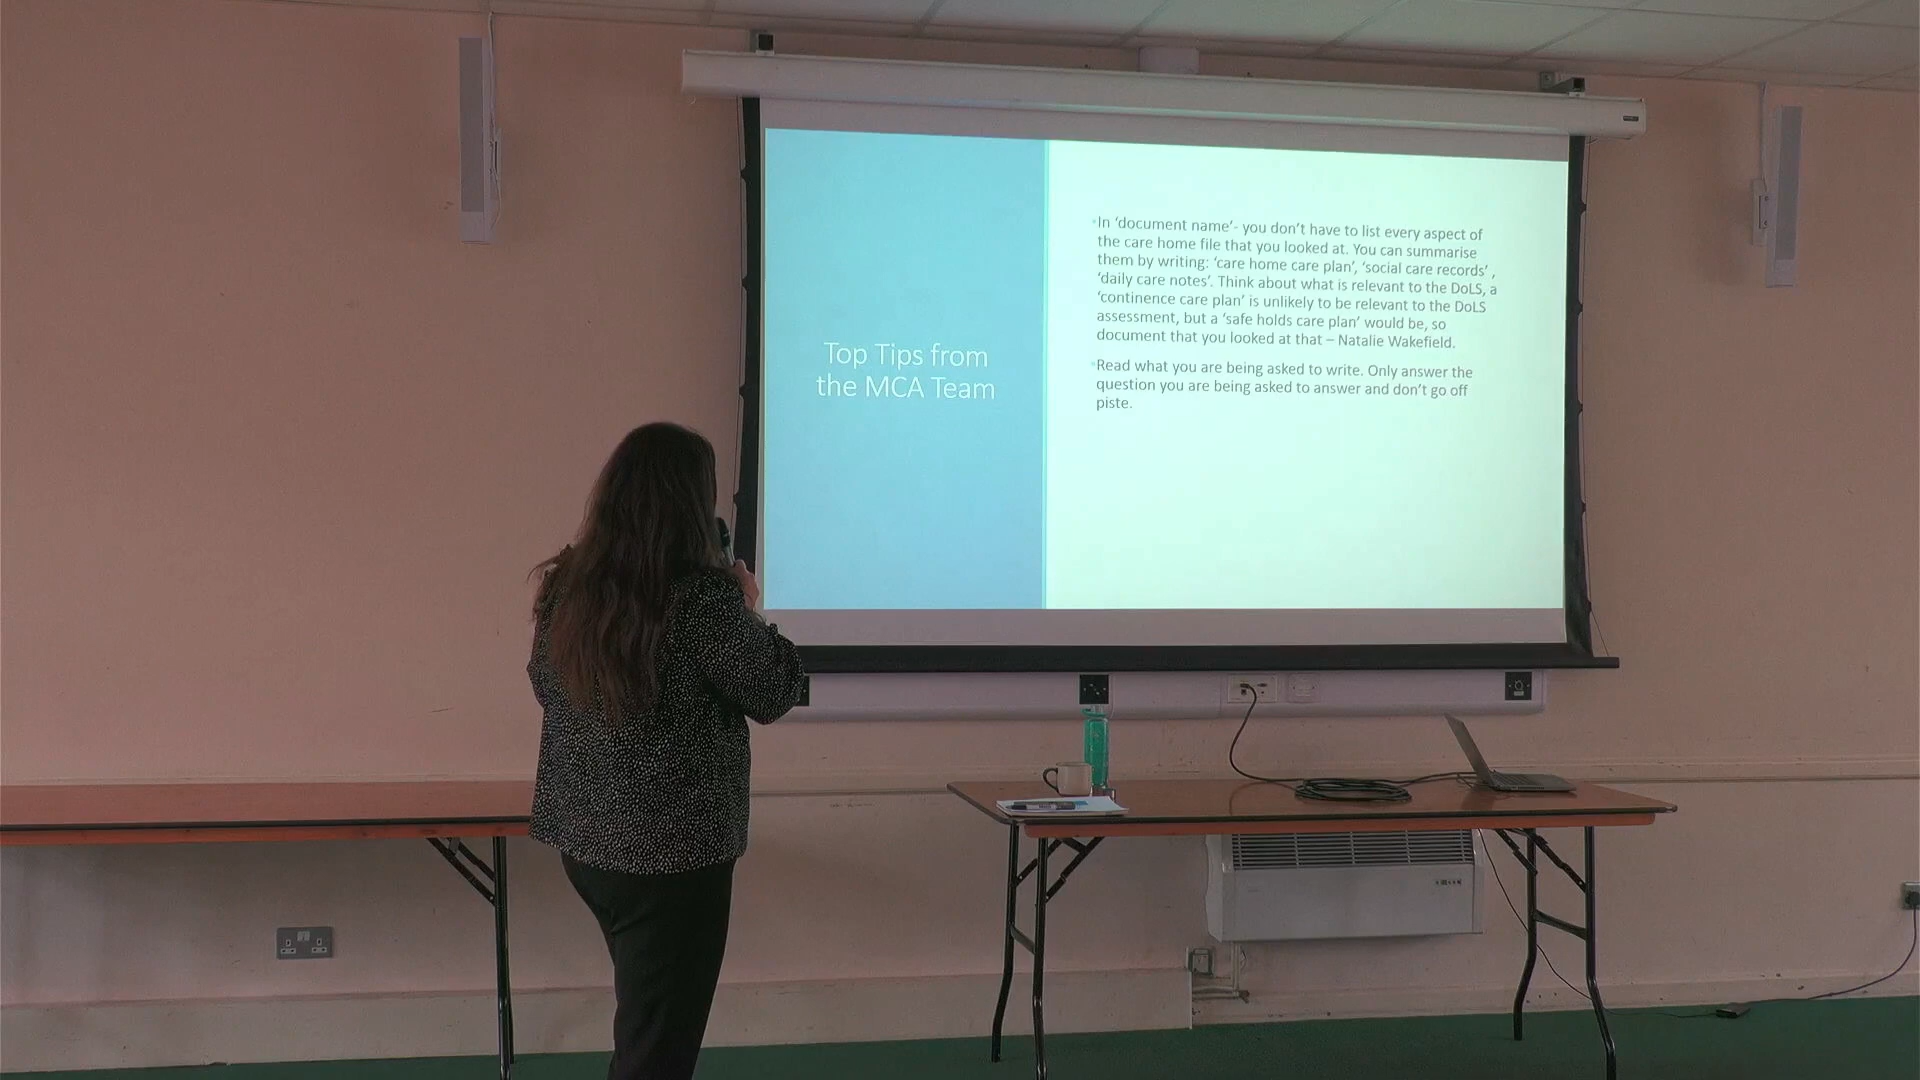 Top Tips from
the MCA Team
In ‘document name’- you don’t have to list every aspect of
the care home file that you looked at. You can summarise
them by writing: ‘care home care plan’, ‘social care records’ ,
‘daily care notes’. Think about what is relevant to the DoLS, a
‘continence care plan’ is unlikely to be relevant to the DoLS
assessment, but a ‘safe holds care plan’ would be, so
document that you looked at that – Natalie Wakefield.
Read what you are being asked to write. Only answer the
question you are being asked to answer and don’t go off
piste.